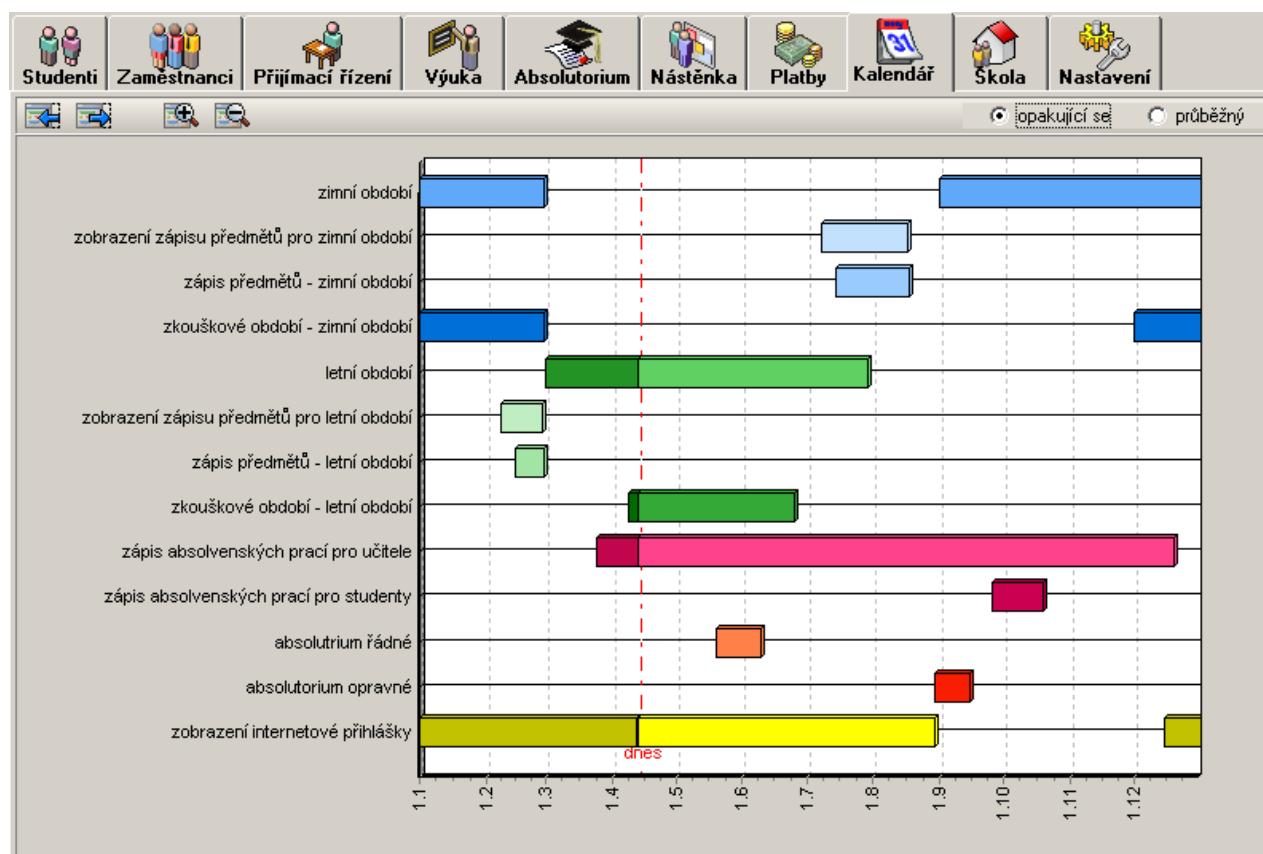 Studenti Zaměstnanci Přijímací řízení Výuka Absolutorium Nástěnka Platby Kalendář Škola Nastavení
opakující se průběžný
zimní období
zobrazení zápisu předmětů pro zimní období
zápis předmětů - zimní období
zkouškové období - zimní období
letní období
zobrazení zápisu předmětů pro letní období
zápis předmětů - letní období
zkouškové období - letní období
zápis absolvenských prací pro učitele
zápis absolvenských prací pro studenty
absolutrium řádné
absolutorium opravné
zobrazení internetové přihlášky
dnes
1.1 1.2 1.3 1.4 1.5 1.6 1.7 1.8 1.9 1.10 1.11 1.12